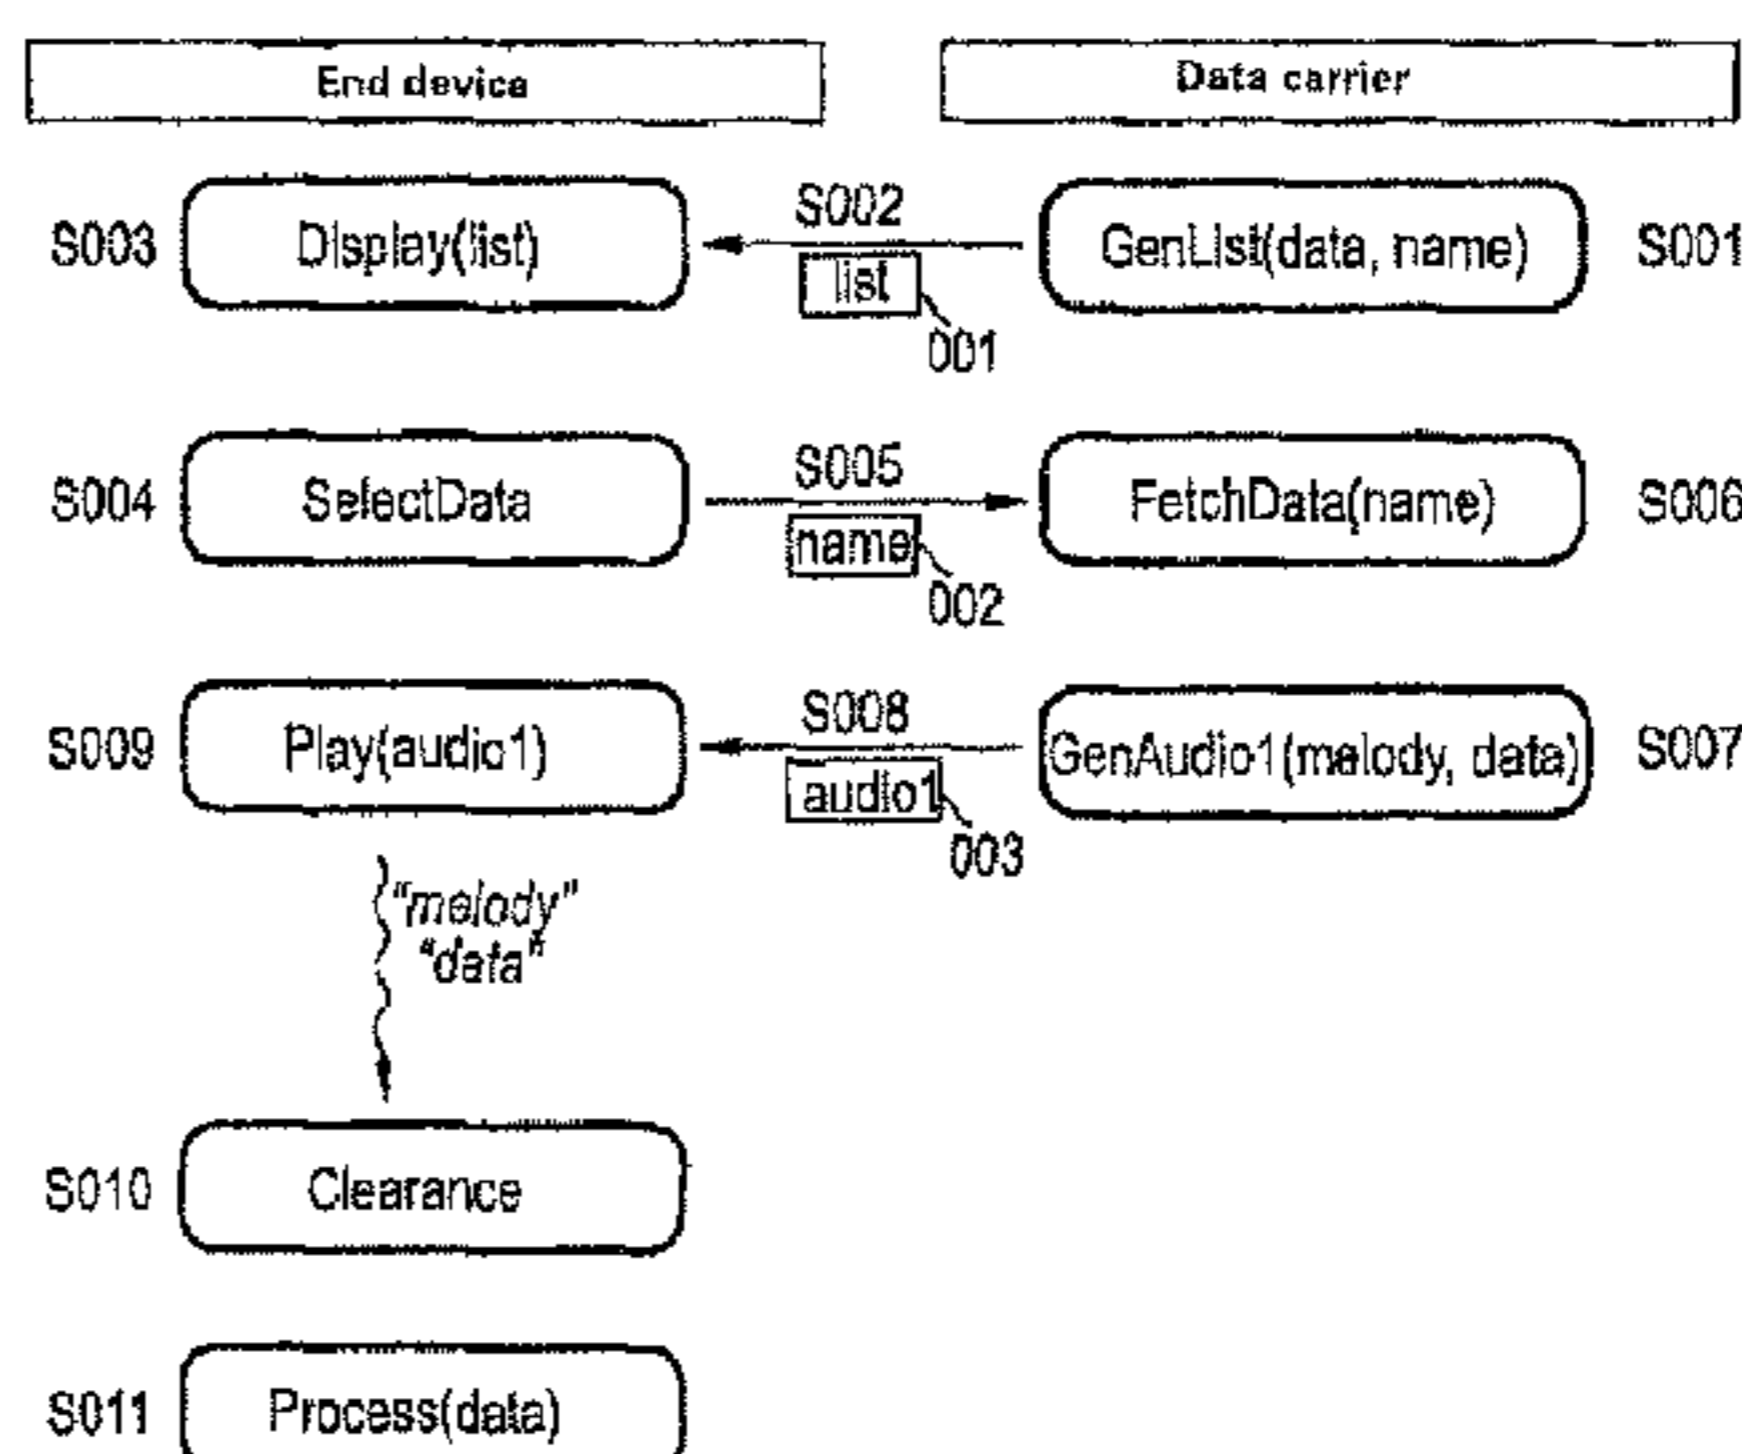 End device Data carrier
S003 Display(list) S002 GenList(data, name) S001
list
001
S004 SelectData S005 FetchData(name) S006
name
002
S009 Play(audio1) S008 GenAudio1(melody, data) S007
audio1
003
"melody"
"data"
S010 Clearance
S011 Process(data)